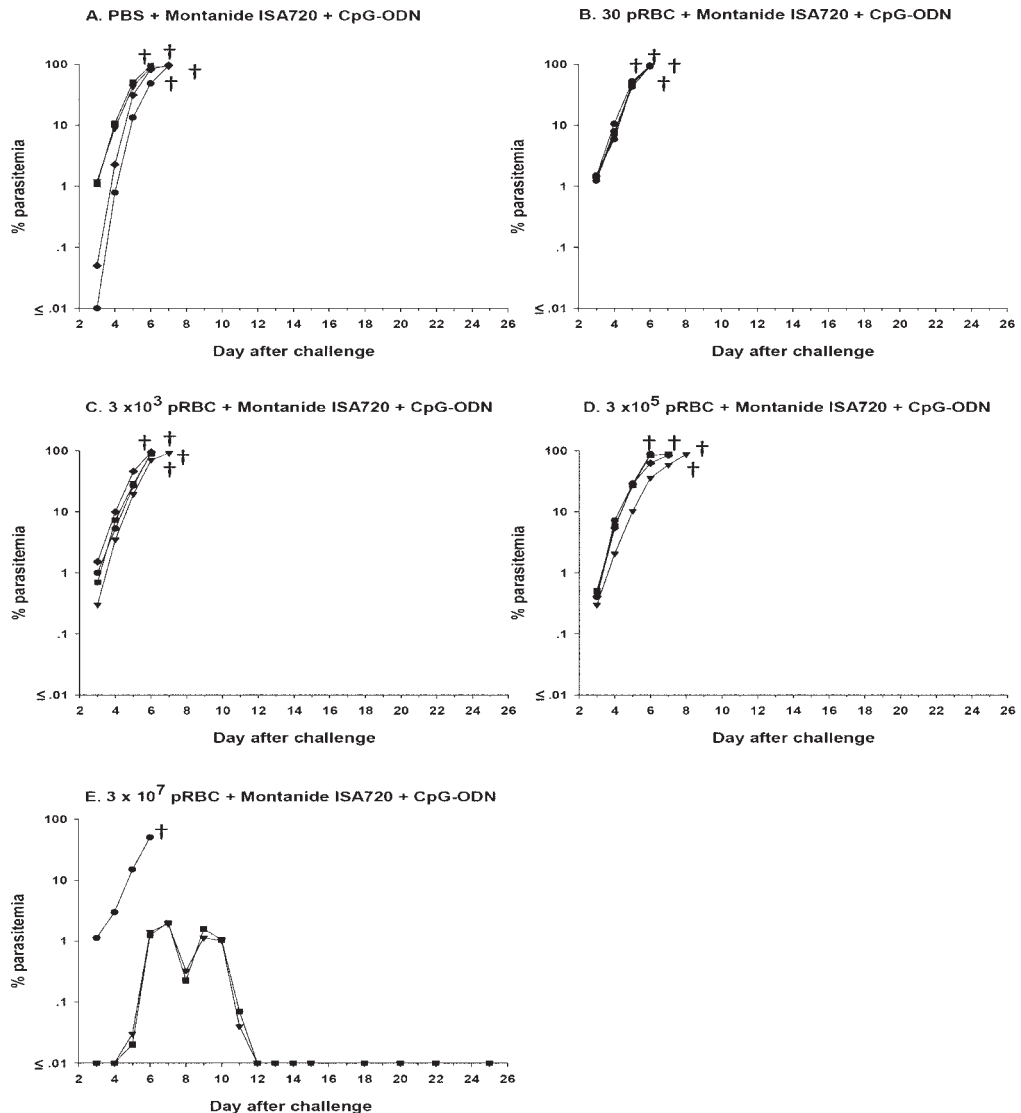 A. PBS + Montanide ISA720 + CpG-ODN
% parasitemia
100
10
1
.1
≤ .01
2 4 6 8 10 12 14 16 18 20 22 24 26
Day after challenge
† † † †
B. 30 pRBC + Montanide ISA720 + CpG-ODN
% parasitemia
100
10
1
.1
≤ .01
2 4 6 8 10 12 14 16 18 20 22 24 26
Day after challenge
† † † †
C. 3 x10³ pRBC + Montanide ISA720 + CpG-ODN
% parasitemia
100
10
1
.1
≤ .01
2 4 6 8 10 12 14 16 18 20 22 24 26
Day after challenge
† † † †
D. 3 x10⁵ pRBC + Montanide ISA720 + CpG-ODN
% parasitemia
100
10
1
.1
≤ .01
2 4 6 8 10 12 14 16 18 20 22 24 26
Day after challenge
† † † †
E. 3 x 10⁷ pRBC + Montanide ISA720 + CpG-ODN
% parasitemia
100
10
1
.1
≤ .01
2 4 6 8 10 12 14 16 18 20 22 24 26
Day after challenge
†